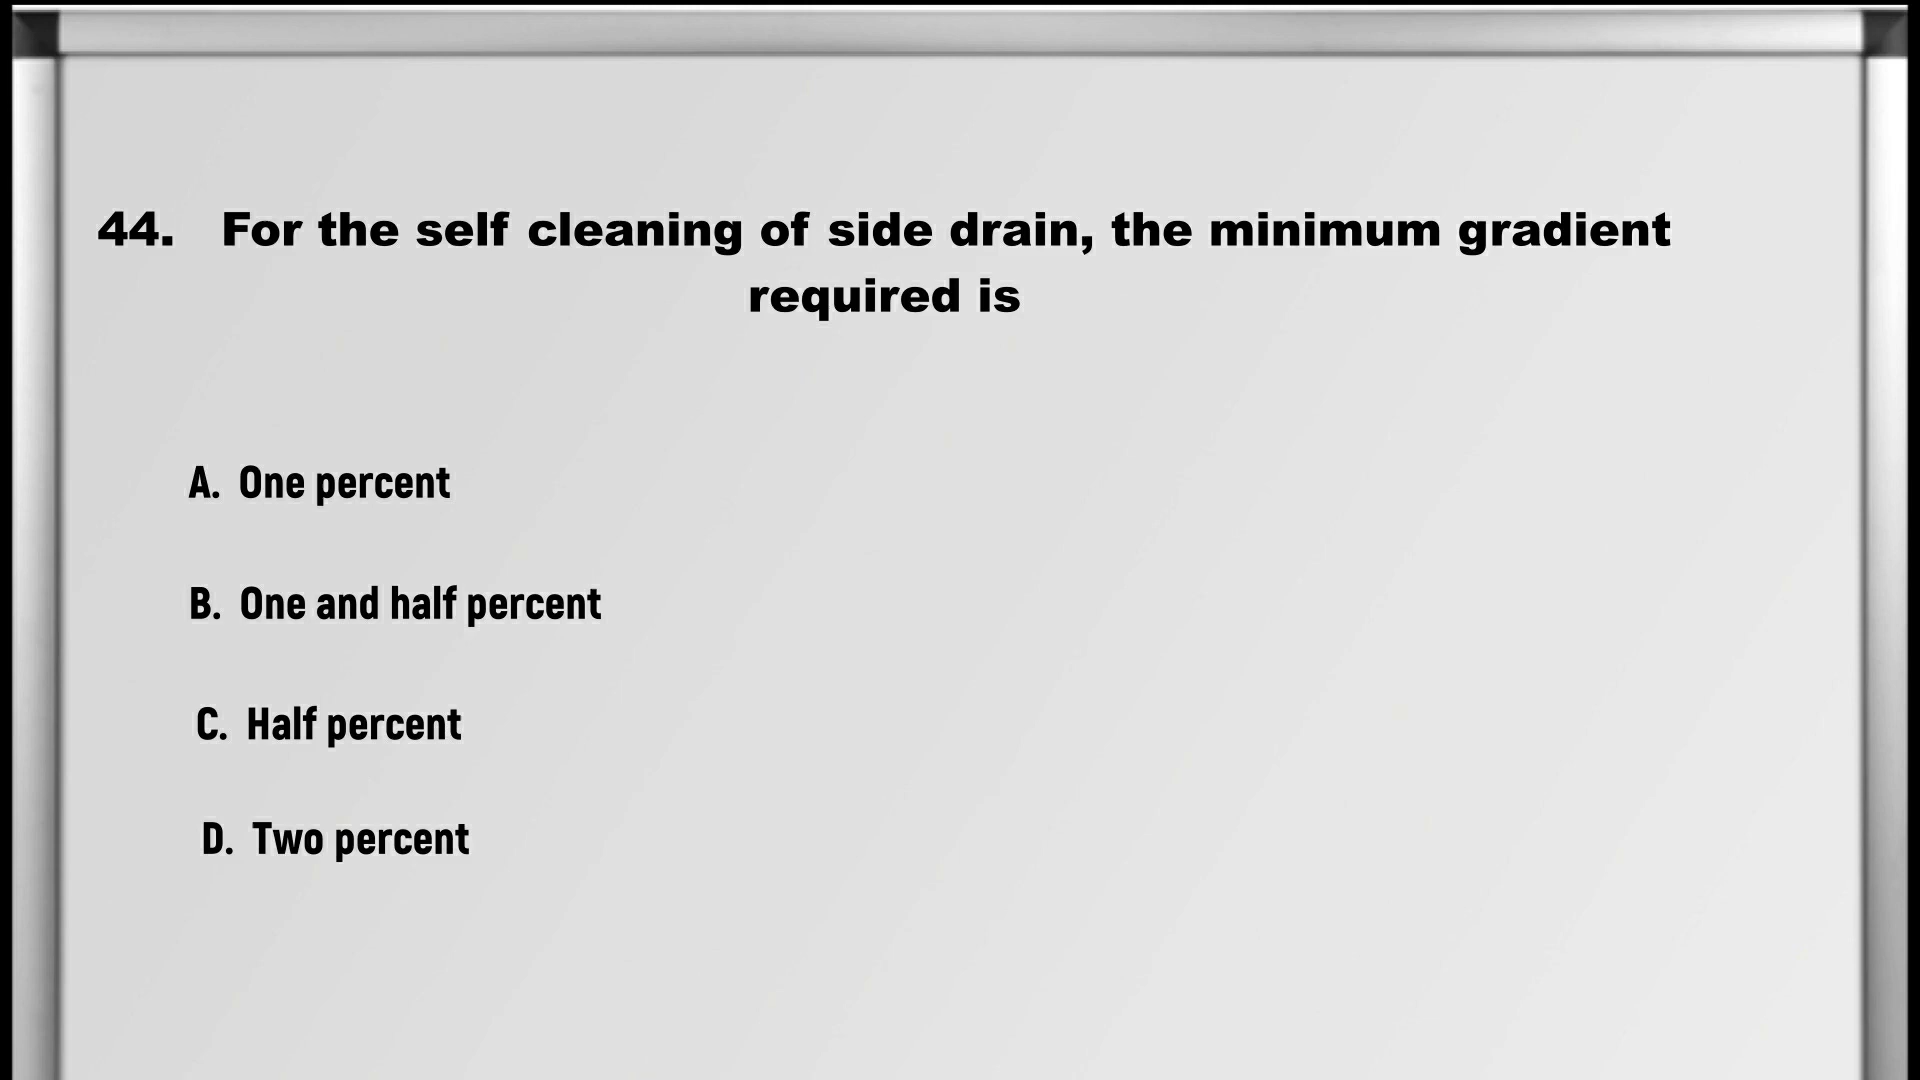 44. For the self cleaning of side drain, the minimum gradient
required is
A. One percent
B. One and half percent
C. Half percent
D. Two percent